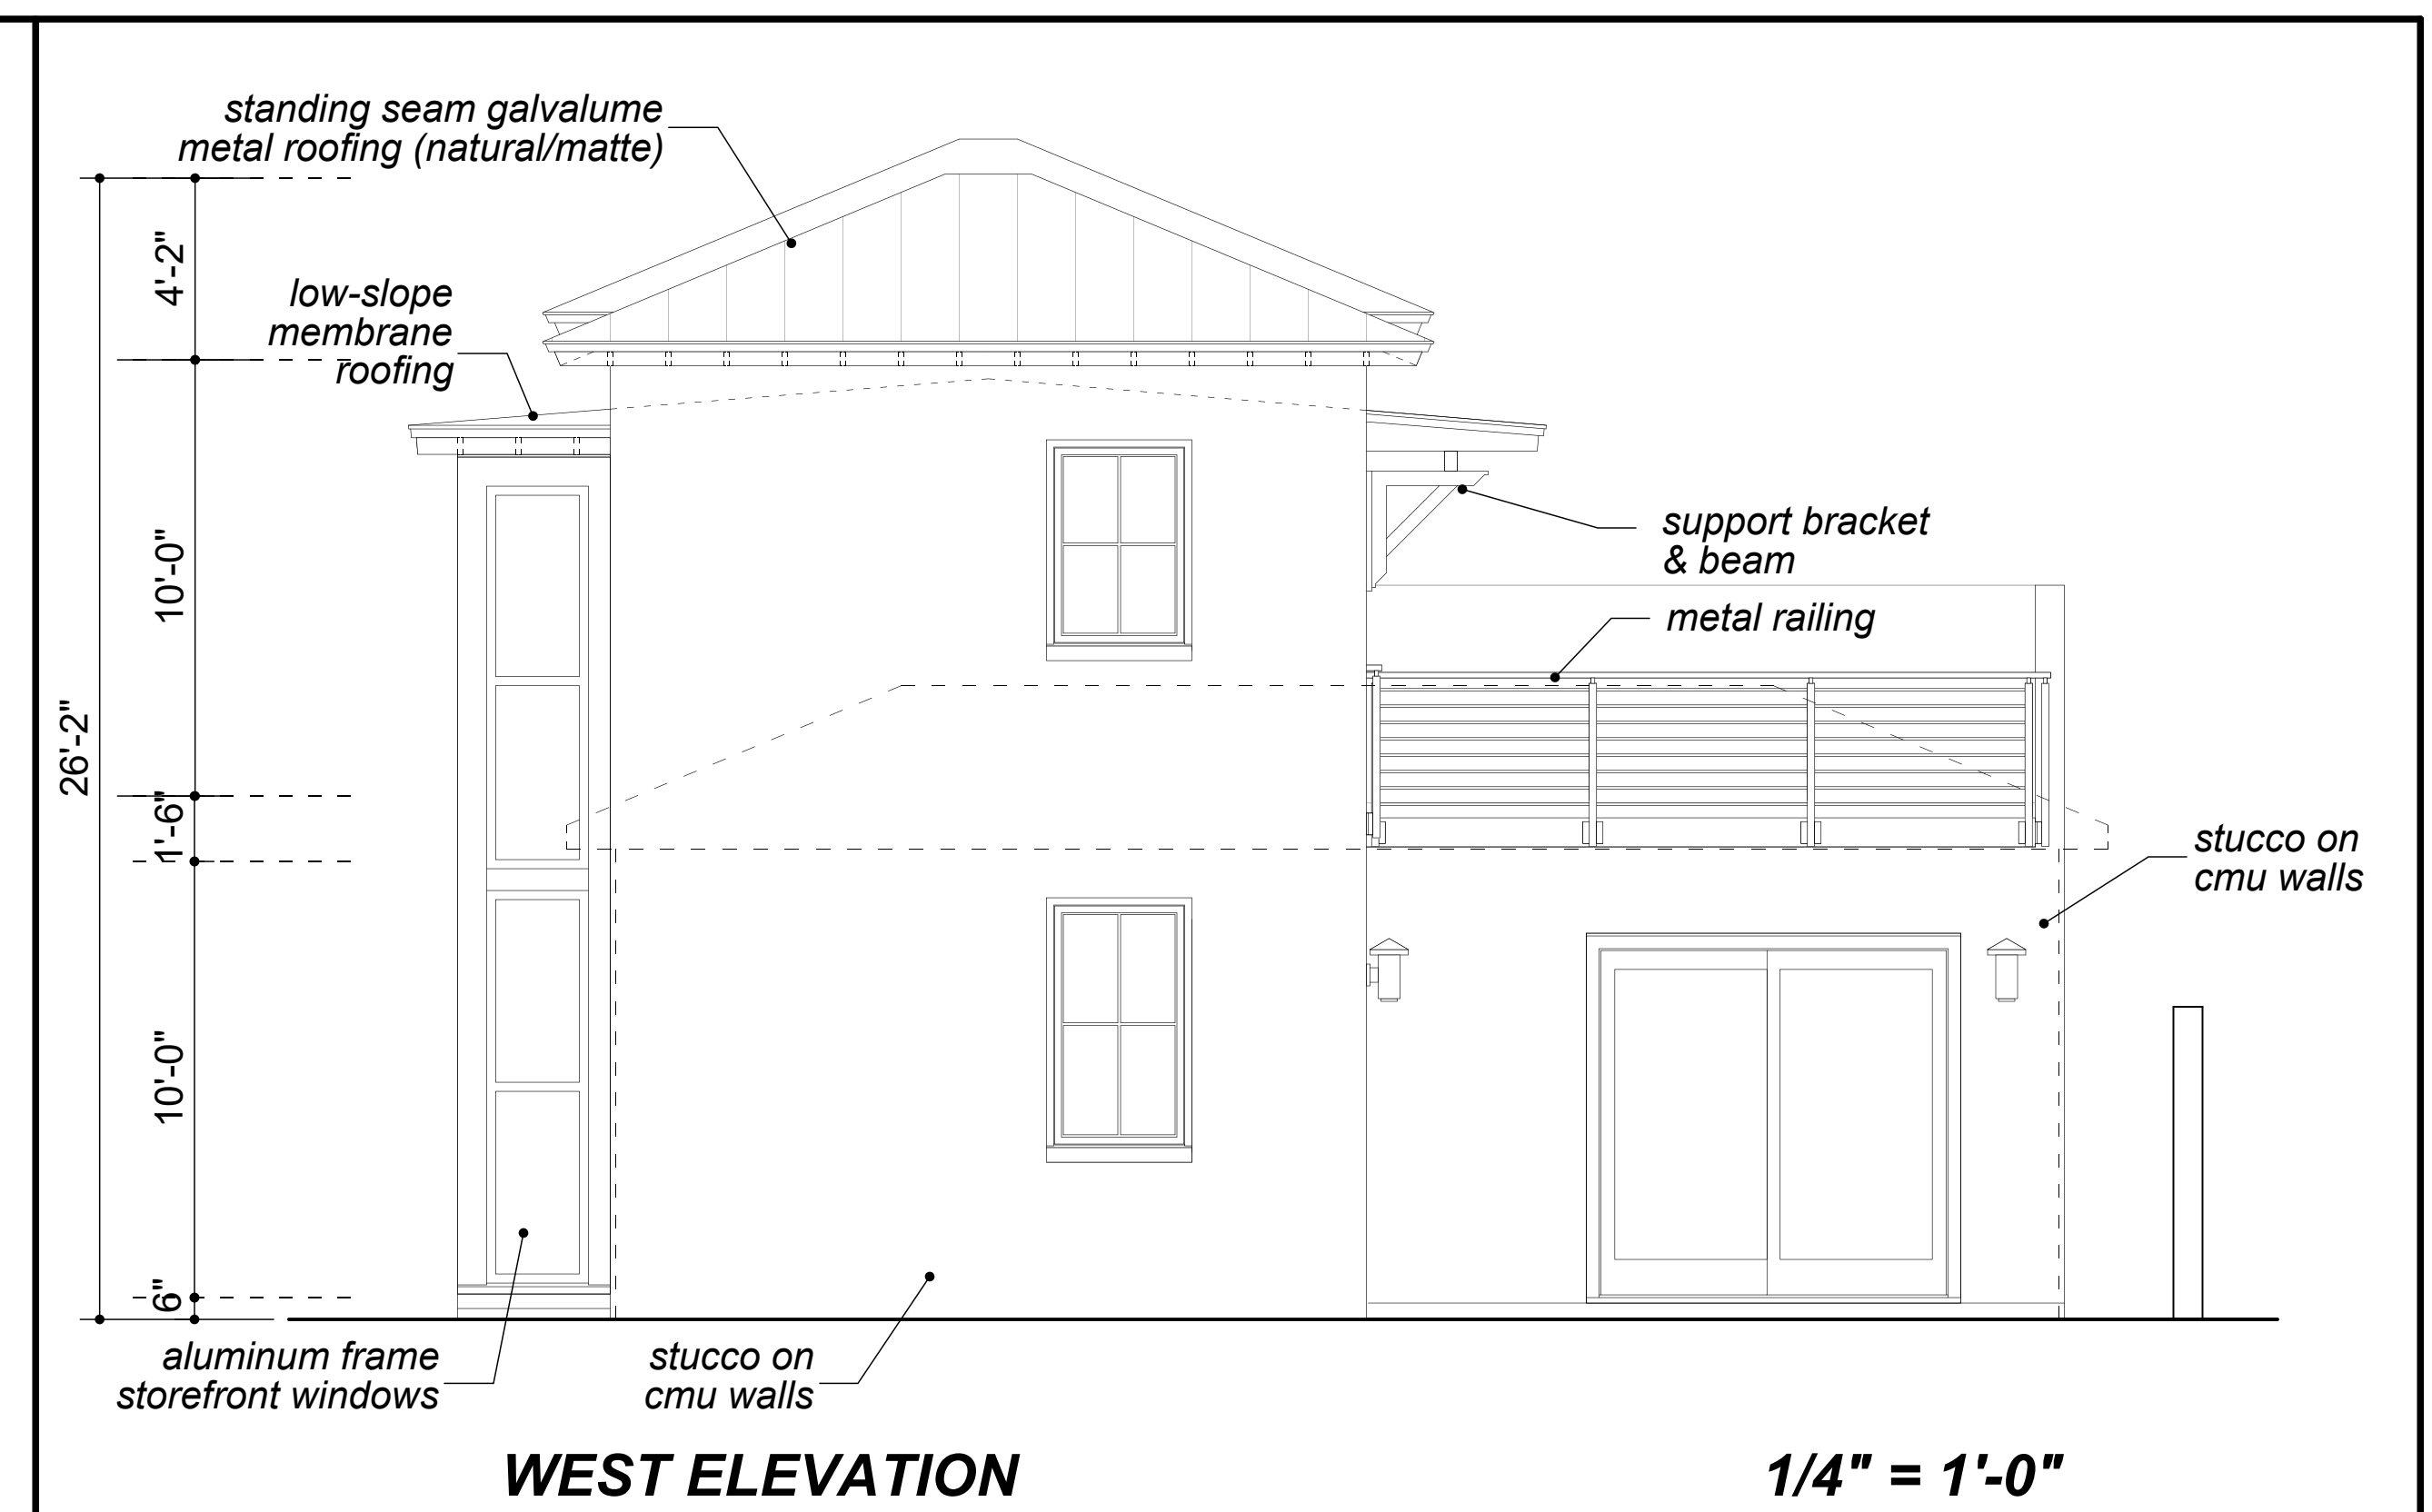 standing seam galvalume
metal roofing (natural/matte)
4'-2"
low-slope
membrane
roofing
10'-0"
support bracket
& beam
metal railing
26'-2"
1'-6"
stucco on
cmu walls
10'-0"
6"
aluminum frame
storefront windows
stucco on
cmu walls
WEST ELEVATION
1/4" = 1'-0"